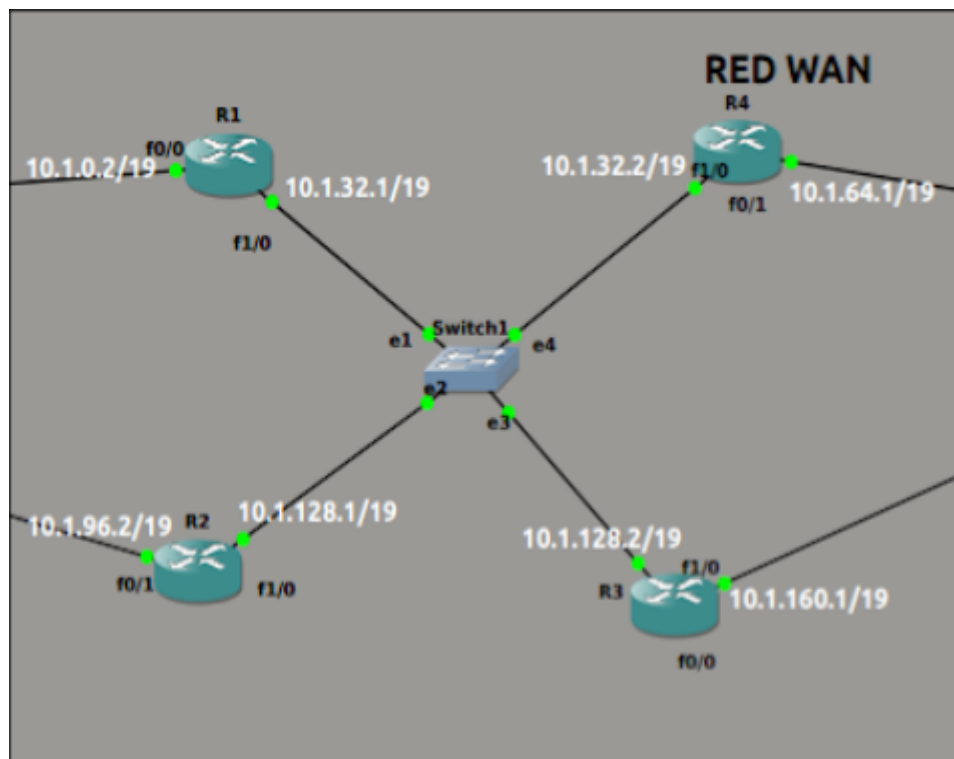 RED WAN
R1
R4
f0/0
10.1.0.2/19
10.1.32.1/19
f1/0
10.1.32.2/19
f1/0
10.1.64.1/19
f0/1
Switch1
e1
e4
e2
e3
10.1.96.2/19
R2
10.1.128.1/19
f0/1
f1/0
10.1.128.2/19
f1/0
R3
10.1.160.1/19
f0/0